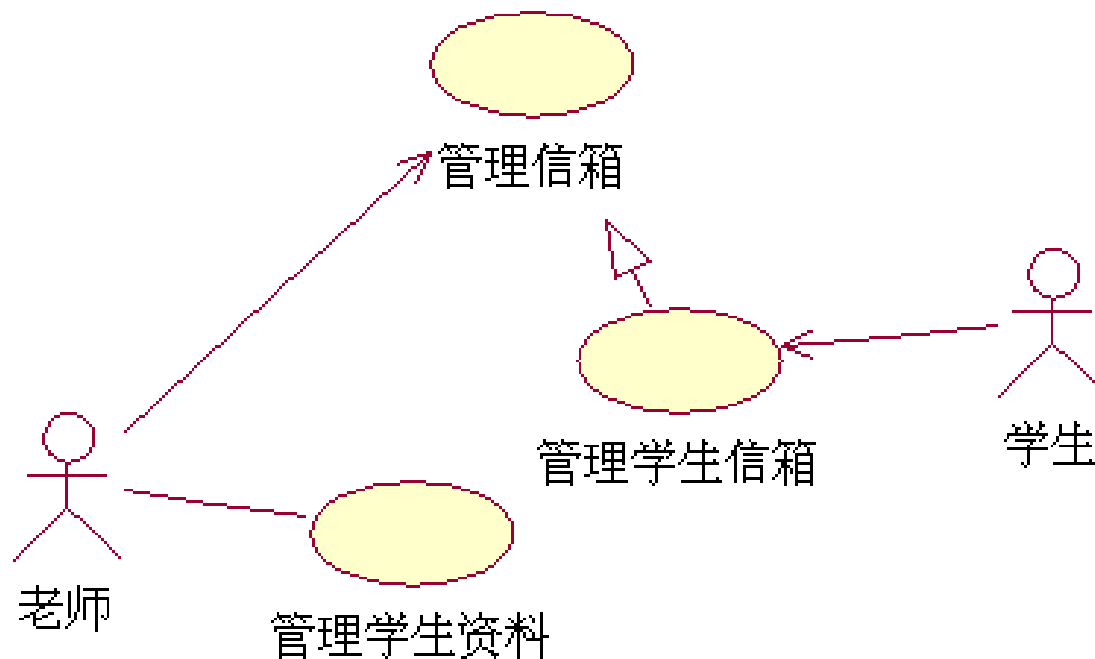 管理信箱
管理学生信箱
学生
老师
管理学生资料